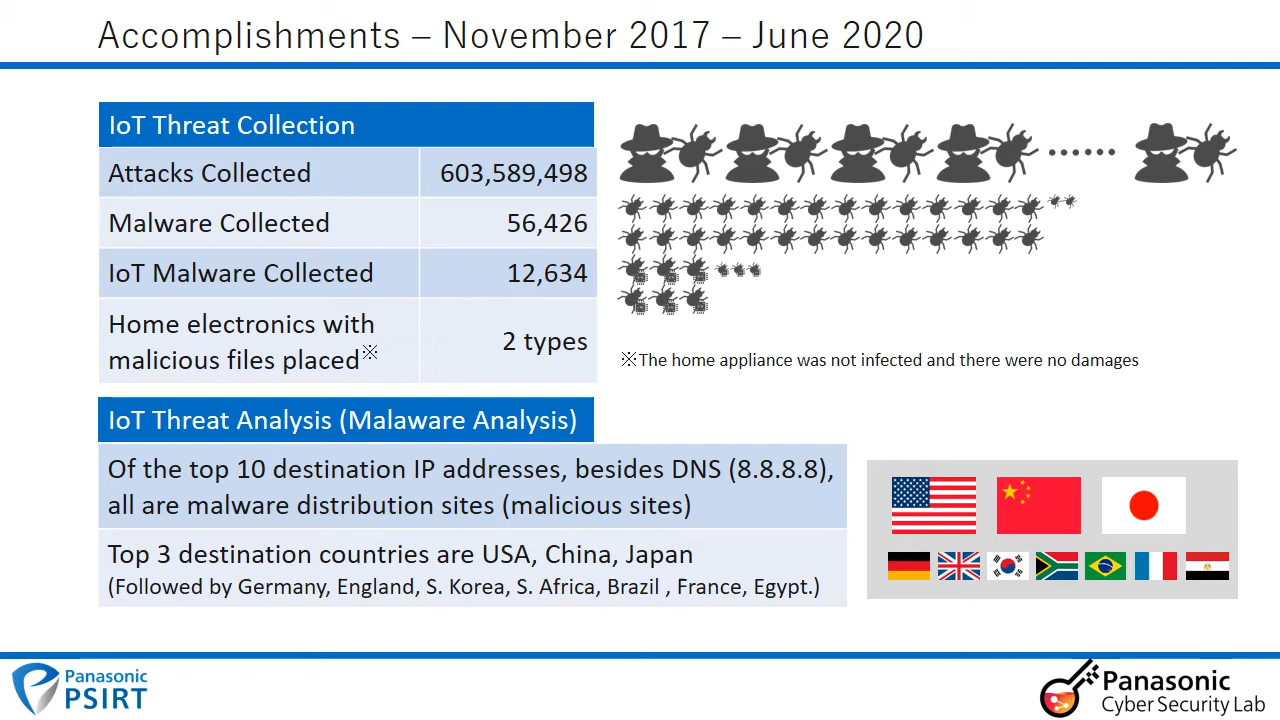 Accomplishments – November 2017 – June 2020
IoT Threat Collection
Attacks Collected 603,589,498
Malware Collected 56,426
IoT Malware Collected 12,634
Home electronics with
malicious files placed※ 2 types
※The home appliance was not infected and there were no damages
IoT Threat Analysis (Malaware Analysis)
Of the top 10 destination IP addresses, besides DNS (8.8.8.8),
all are malware distribution sites (malicious sites)
Top 3 destination countries are USA, China, Japan
(Followed by Germany, England, S. Korea, S. Africa, Brazil , France, Egypt.)
Panasonic
PSIRT
Panasonic
Cyber Security Lab